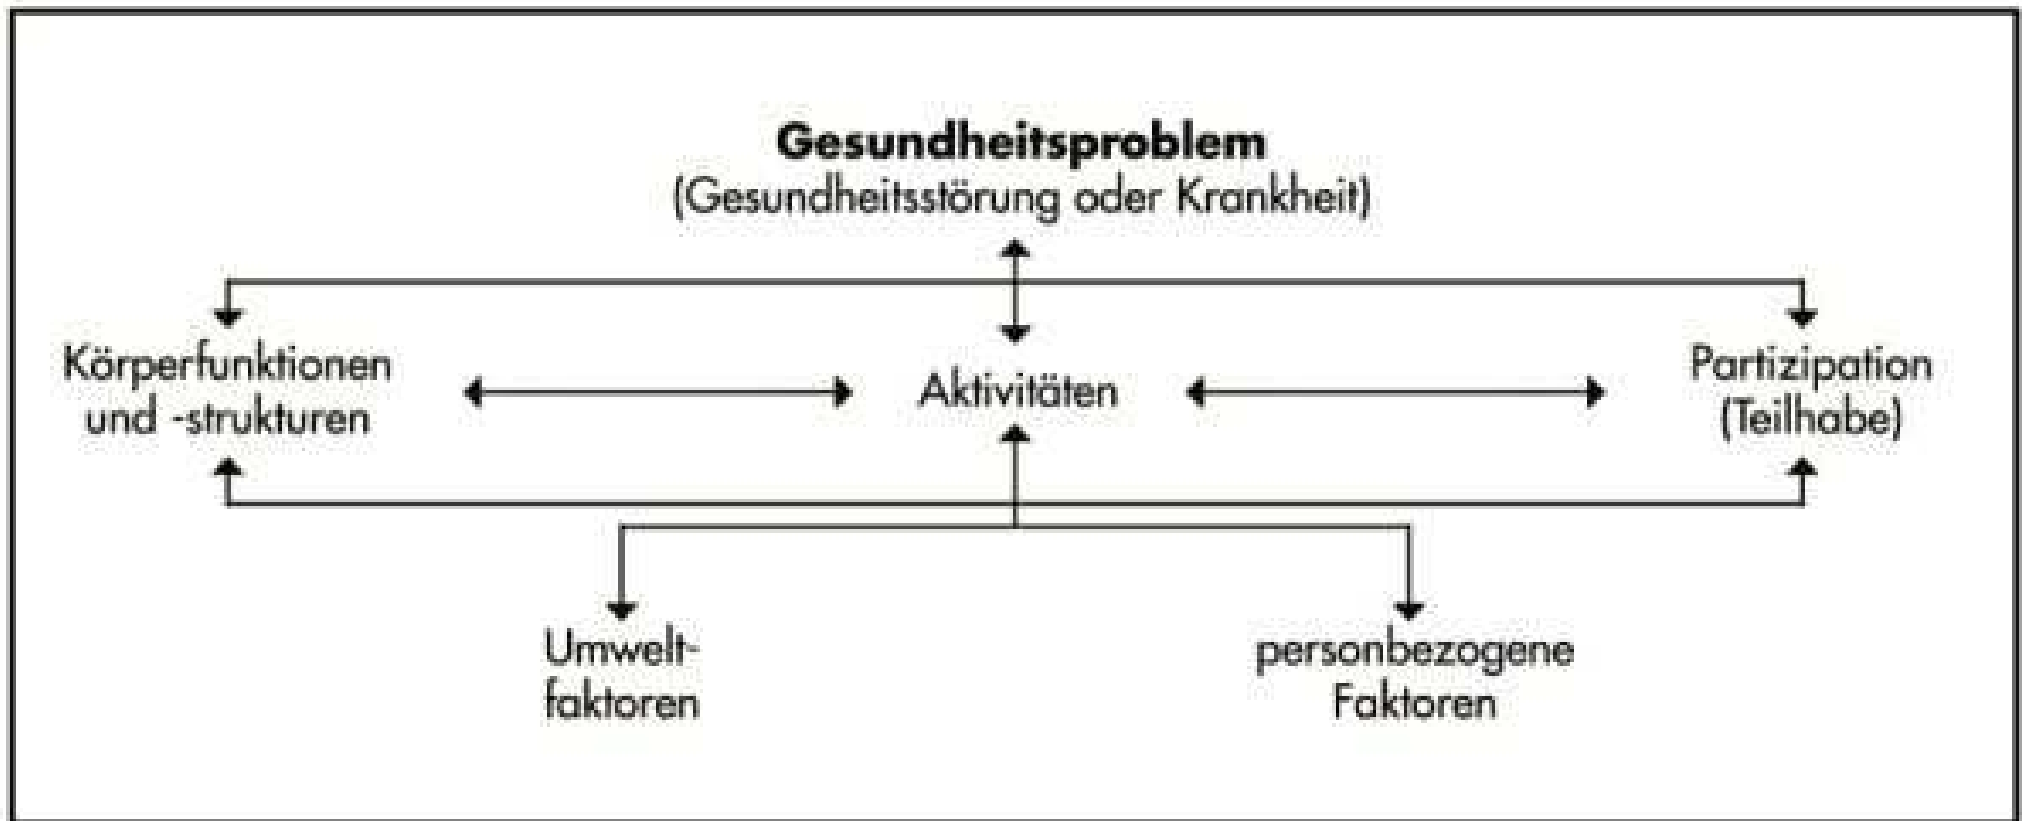 Gesundheitsproblem
(Gesundheitsstörung oder Krankheit)
Körperfunktionen
und -strukturen
Aktivitäten
Partizipation
(Teilhabe)
Umwelt-
faktoren
personbezogene
Faktoren